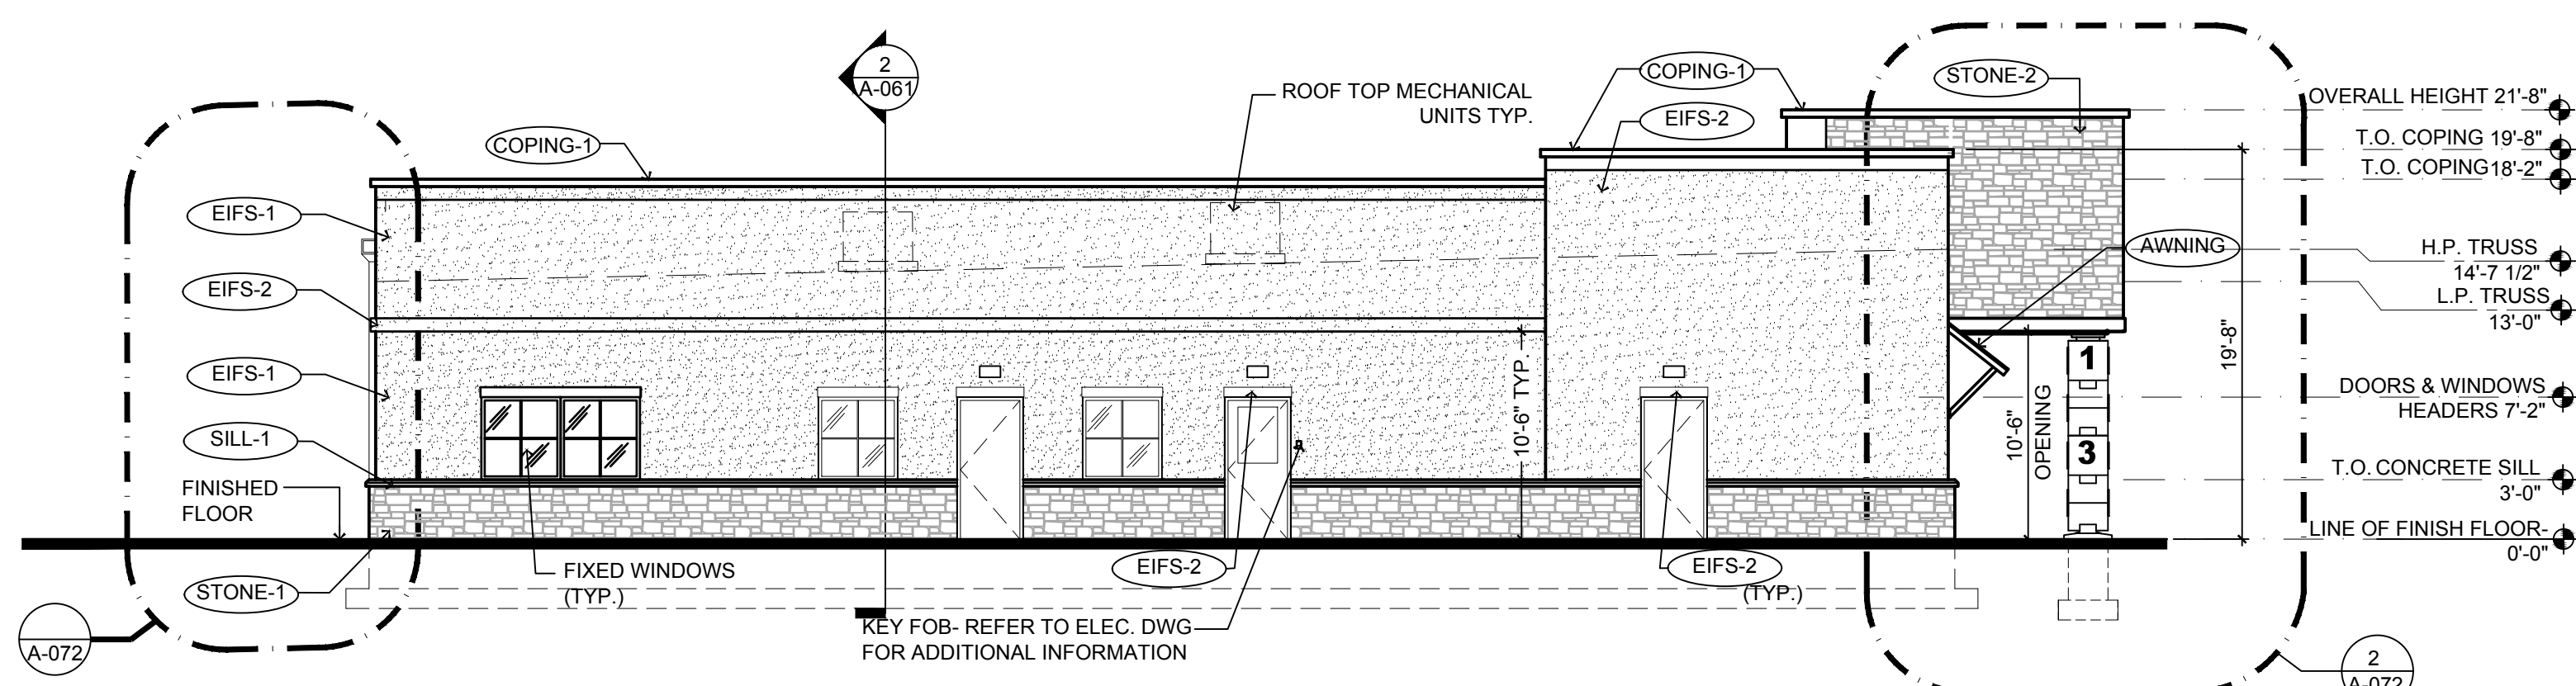 2
A-061
ROOF TOP MECHANICAL
UNITS TYP.
COPING-1
STONE-2
EIFS-2
COPING-1
OVERALL HEIGHT 21'-8"
T.O. COPING 19'-8"
T.O. COPING 18'-2"
EIFS-1
AWNING
H.P. TRUSS
14'-7 1/2"
L.P. TRUSS
13'-0"
EIFS-2
19'-8"
1
EIFS-1
10'-6" TYP.
10'-6"
OPENING
DOORS & WINDOWS
HEADERS 7'-2"
SILL-1
3
T.O. CONCRETE SILL
3'-0"
FINISHED
FLOOR
LINE OF FINISH FLOOR-
0'-0"
STONE-1
FIXED WINDOWS
(TYP.)
EIFS-2
EIFS-2
(TYP.)
KEY FOB- REFER TO ELEC. DWG
FOR ADDITIONAL INFORMATION
A-072
2
A-072